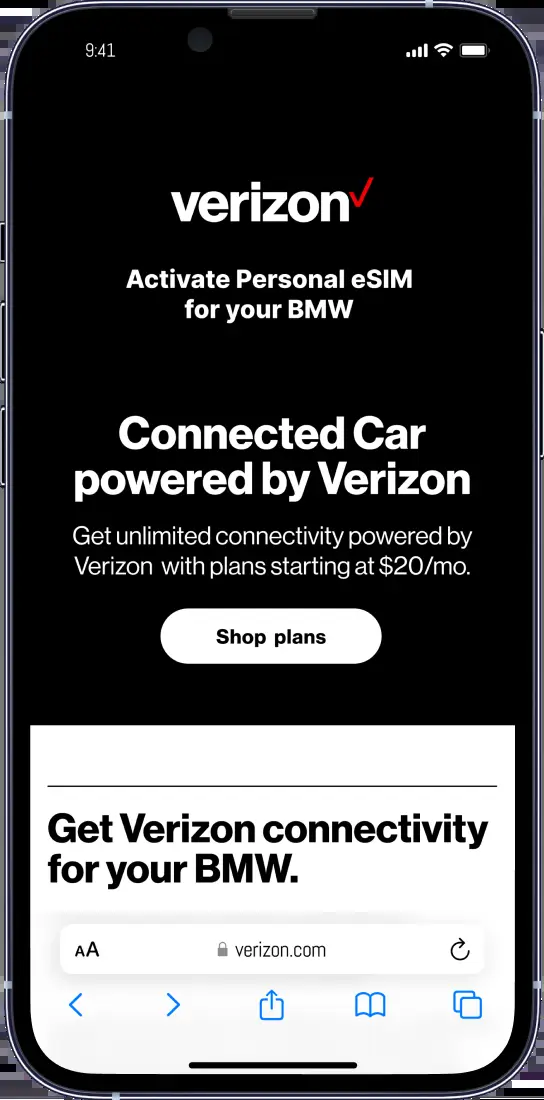 9:41
verizon✓
Activate Personal eSIM
for your BMW
Connected Car
powered by Verizon
Get unlimited connectivity powered by
Verizon with plans starting at $20/mo.
Shop plans
Get Verizon connectivity
for your BMW.
AA verizon.com